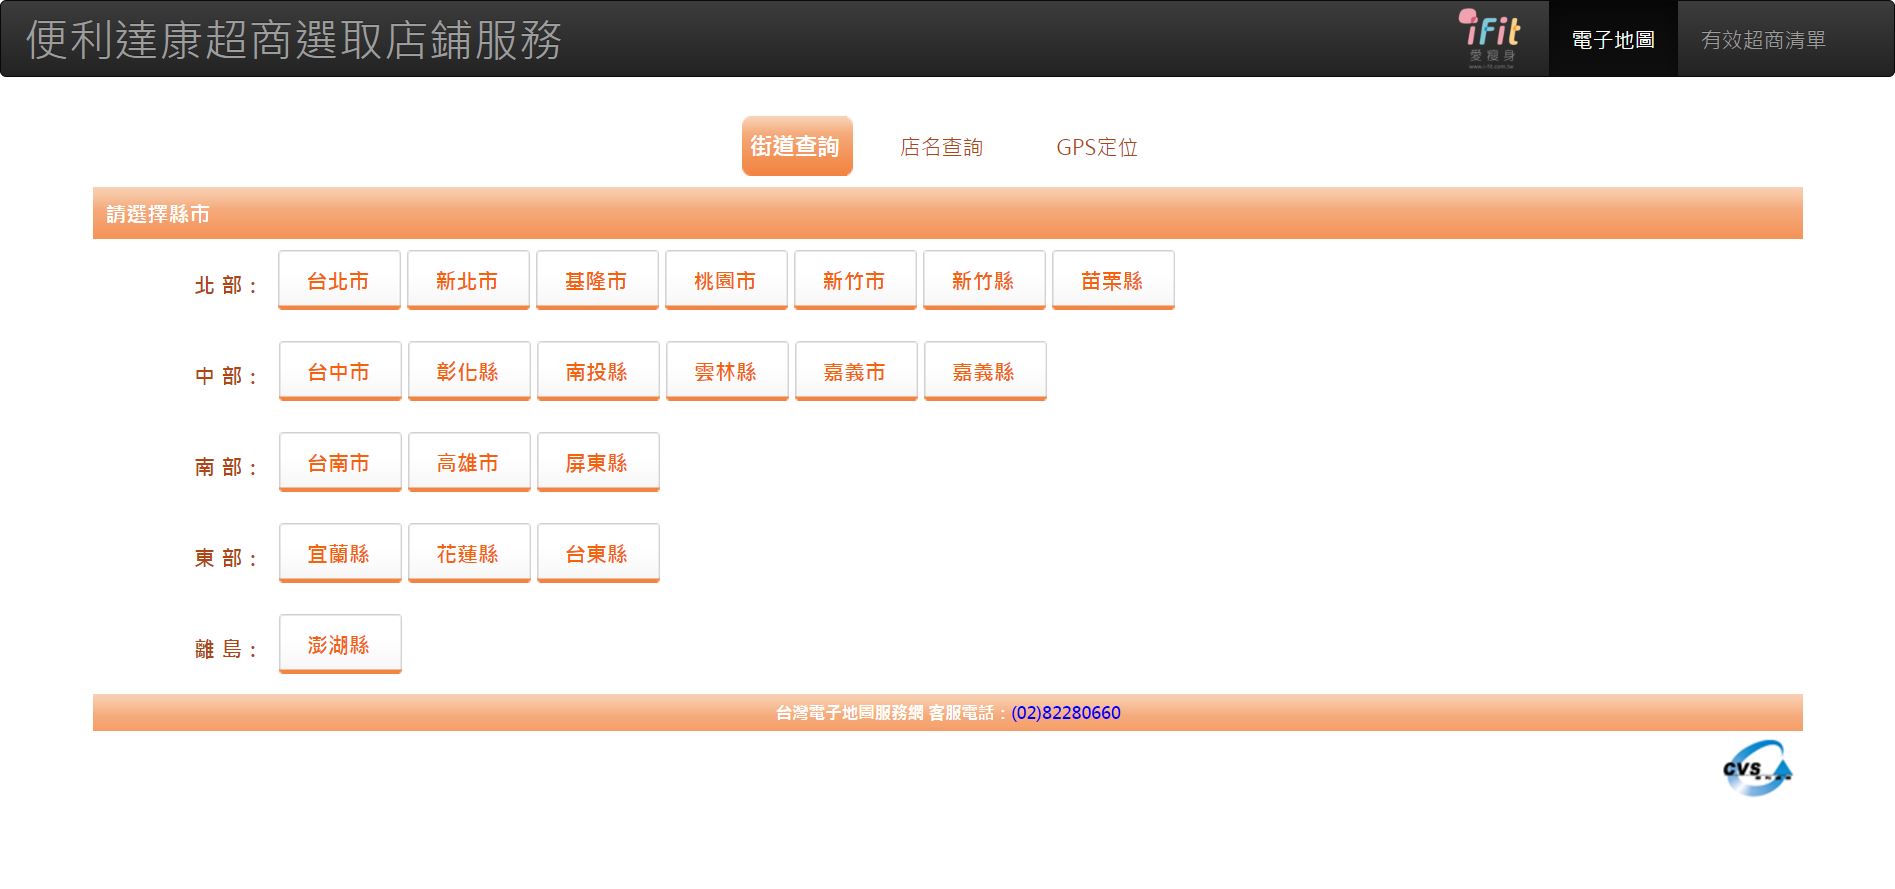 便利達康超商選取店鋪服務
iFit
愛瘦身
www.i-fit.com.tw
電子地圖
有效超商清單
街道查詢
店名查詢
GPS定位
請選擇縣市
北 部： 台北市 新北市 基隆市 桃園市 新竹市 新竹縣 苗栗縣
中 部： 台中市 彰化縣 南投縣 雲林縣 嘉義市 嘉義縣
南 部： 台南市 高雄市 屏東縣
東 部： 宜蘭縣 花蓮縣 台東縣
離 島： 澎湖縣
台灣電子地圖服務網 客服電話：(02)82280660
CVS